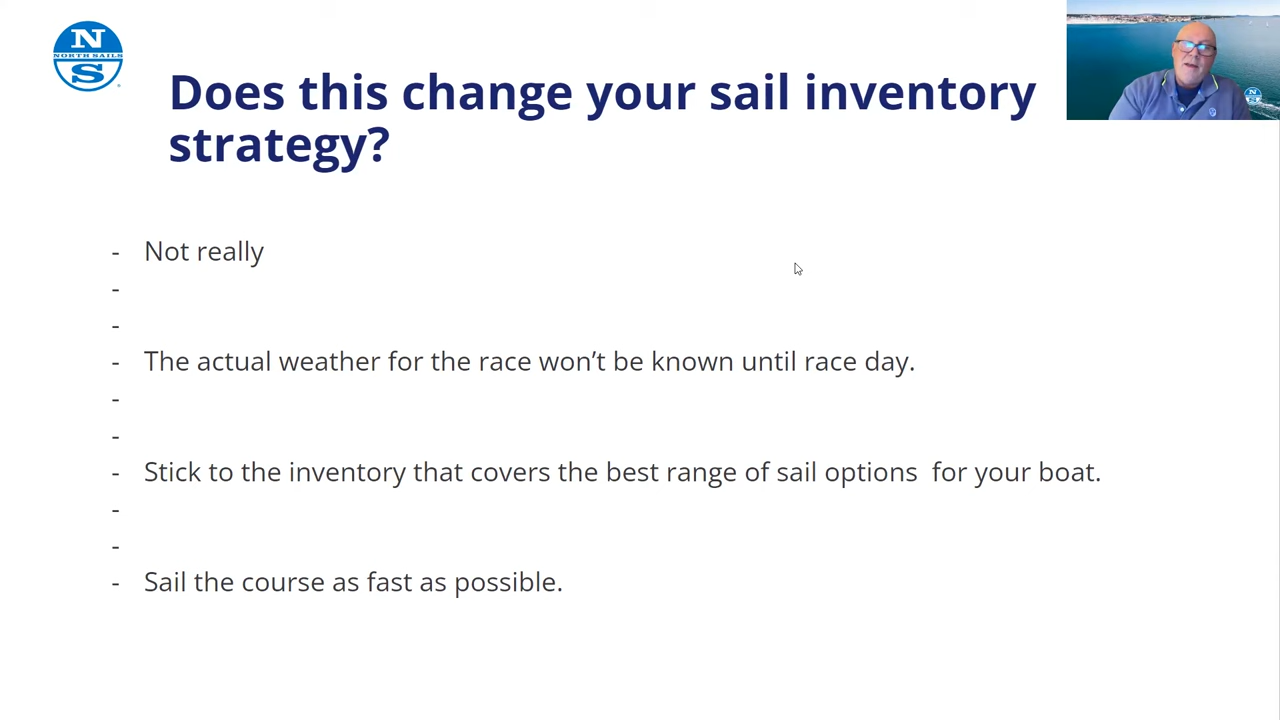 N
NORTH SAILS
S
Does this change your sail inventory
strategy?
- Not really
-
-
- The actual weather for the race won’t be known until race day.
-
-
- Stick to the inventory that covers the best range of sail options  for your boat.
-
-
- Sail the course as fast as possible.